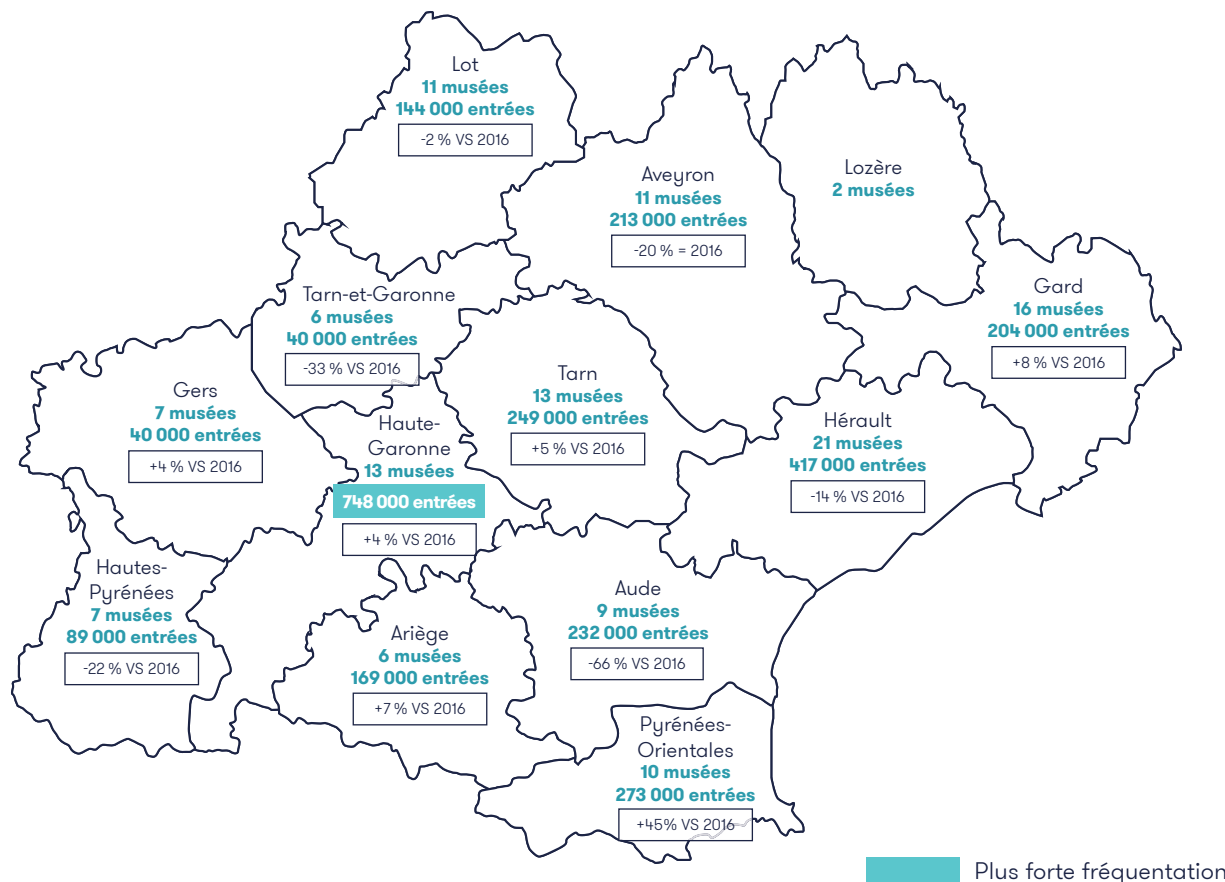 Lot
11 musées
144 000 entrées
-2 % VS 2016
Aveyron
11 musées
213 000 entrées
-20 % = 2016
Lozère
2 musées
Gard
16 musées
204 000 entrées
+8 % VS 2016
Tarn-et-Garonne
6 musées
40 000 entrées
-33 % VS 2016
Gers
7 musées
40 000 entrées
+4 % VS 2016
Haute-
Garonne
13 musées
748 000 entrées
+4 % VS 2016
Tarn
13 musées
249 000 entrées
+5 % VS 2016
Hérault
21 musées
417 000 entrées
-14 % VS 2016
Hautes-
Pyrénées
7 musées
89 000 entrées
-22 % VS 2016
Ariège
6 musées
169 000 entrées
+7 % VS 2016
Aude
9 musées
232 000 entrées
-66 % VS 2016
Pyrénées-
Orientales
10 musées
273 000 entrées
+45% VS 2016
Plus forte fréquentation